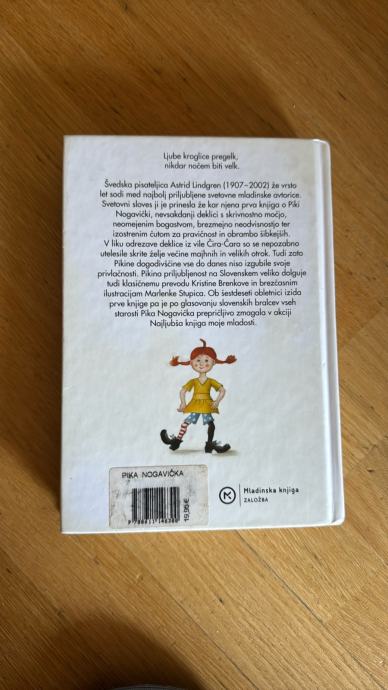 Ljube kroglice pregelk,
nikdar nočem biti velk.
Švedska pisateljica Astrid Lindgren (1907–2002) že vrsto
let sodi med najbolj priljubljene svetovne mladinske avtorice.
Svetovni sloves ji je prinesla že kar njena prva knjiga o Piki
Nogavički, nevsakdanji deklici s skrivnostno močjo,
neomejenim bogastvom, brezmejno neodvisnostjo ter
izostrenim čutom za pravičnost in obrambo šibkejših.
V liku odrezave deklice iz vile Čira-Čara so se nepozabno
utelesile skrite želje večine majhnih in velikih otrok. Tudi zato
Pikine dogodivščine vse do danes niso izgubile svoje
privlačnosti. Pikina priljubljenost na Slovenskem veliko dolguje
tudi klasičnemu prevodu Kristine Brenkove in brezčasnim
ilustracijam Marlenke Stupica. Ob šestdeseti obletnici izida
prve knjige pa je po glasovanju slovenskih bralcev vseh
starosti Pika Nogavička prepričljivo zmagala v akciji
Najljubša knjiga moje mladosti.
PIKA NOGAVIČKA
19,95 €
Mladinska knjiga
ZALOŽBA